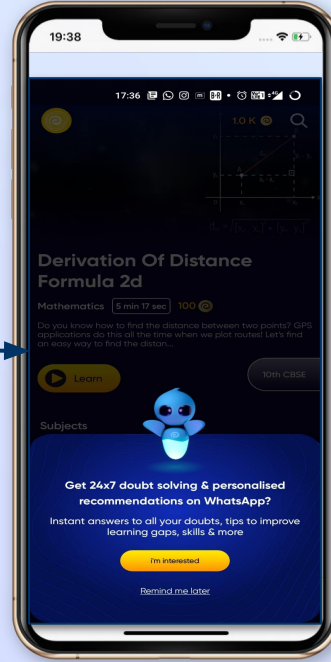 19:38
17:36
1.0 K
Derivation Of Distance
Formula 2d
Mathematics 5 min 17 sec 100
Do you know how to find the distance between two points? GPS
applications do this all the time when we plot routes! Let's find
an easy way to find the distan...
Learn
10th CBSE
Subjects
Get 24x7 doubt solving & personalised
recommendations on WhatsApp?
Instant answers to all your doubts, tips to improve
learning gaps, skills & more
i'm interested
Remind me later